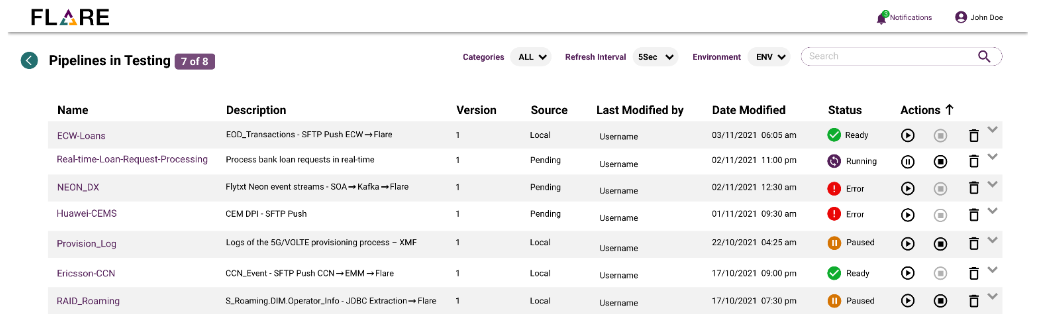 FLARE
3 Notifications John Doe
Pipelines in Testing 7 of 8 Categories ALL Refresh Interval 5Sec Environment ENV Search
Name Description Version Source Last Modified by Date Modified Status Actions
ECW-Loans EOD_Transactions - SFTP Push ECW→Flare 1 Local Username 03/11/2021 06:05 am Ready
Real-time-Loan-Request-Processing Process bank loan requests in real-time 1 Pending Username 02/11/2021 11:00 pm Running
NEON_DX Flytxt Neon event streams - SOA→Kafka→Flare 1 Pending Username 02/11/2021 12.30 am Error
Huawei-CEMS CEM DPI - SFTP Push 1 Pending Username 01/11/2021 09:30 am Error
Provision_Log Logs of the 5G/VOLTE provisioning process – XMF 1 Local Username 22/10/2021 04:25 am Paused
Ericsson-CCN CCN_Event - SFTP Push CCN→EMM→Flare 1 Local Username 17/10/2021 09:00 pm Ready
RAID_Roaming S_Roaming.DIM.Operator_Info - JDBC Extraction→Flare 1 Local Username 17/10/2021 07:30 pm Paused